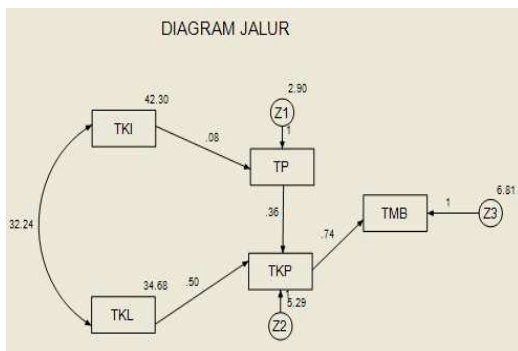 DIAGRAM JALUR
2.90
42.30
Z1
TKI
1
.08
TP
6.81
.36
TMB
1
Z3
.74
32.24
TKP
34.68
.50
1
5.29
TKL
Z2